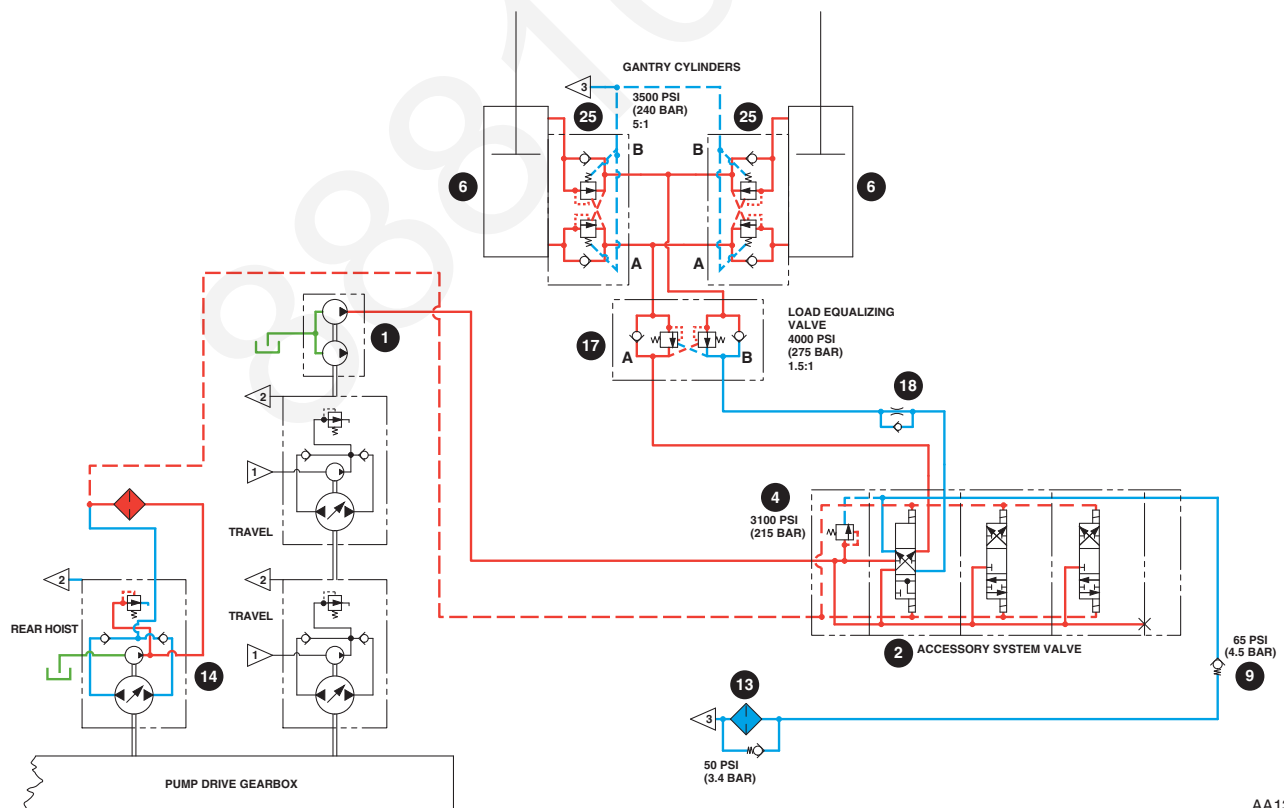 GANTRY CYLINDERS
3
3500 PSI
(240 BAR)
5:1
25
25
B
B
6
6
A
A
1
LOAD EQUALIZING
VALVE
4000 PSI
(275 BAR)
1.5:1
17
A
B
2
18
1
4
3100 PSI
(215 BAR)
TRAVEL
2
2
TRAVEL
REAR HOIST
1
14
2
ACCESSORY SYSTEM VALVE
65 PSI
(4.5 BAR)
9
13
3
50 PSI
(3.4 BAR)
PUMP DRIVE GEARBOX